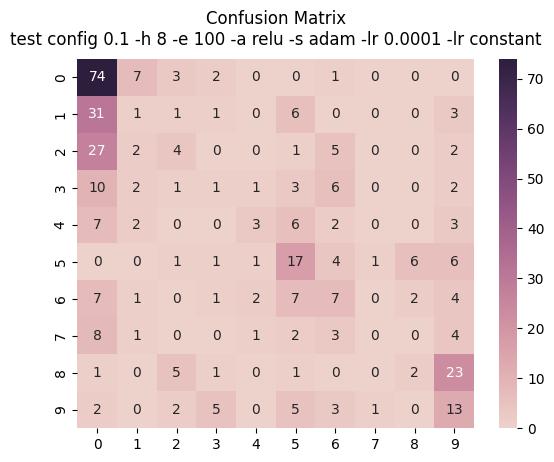 Confusion Matrix
test config 0.1 -h 8 -e 100 -a relu -s adam -lr 0.0001 -lr constant
0 74 7 3 2 0 0 1 0 0 0
1 31 1 1 1 0 6 0 0 0 3
2 27 2 4 0 0 1 5 0 0 2
3 10 2 1 1 1 3 6 0 0 2
4 7 2 0 0 3 6 2 0 0 3
5 0 0 1 1 1 17 4 1 6 6
6 7 1 0 1 2 7 7 0 2 4
7 8 1 0 0 1 2 3 0 0 4
8 1 0 5 1 0 1 0 0 2 23
9 2 0 2 5 0 5 3 1 0 13
0 1 2 3 4 5 6 7 8 9
70
60
50
40
30
20
10
0